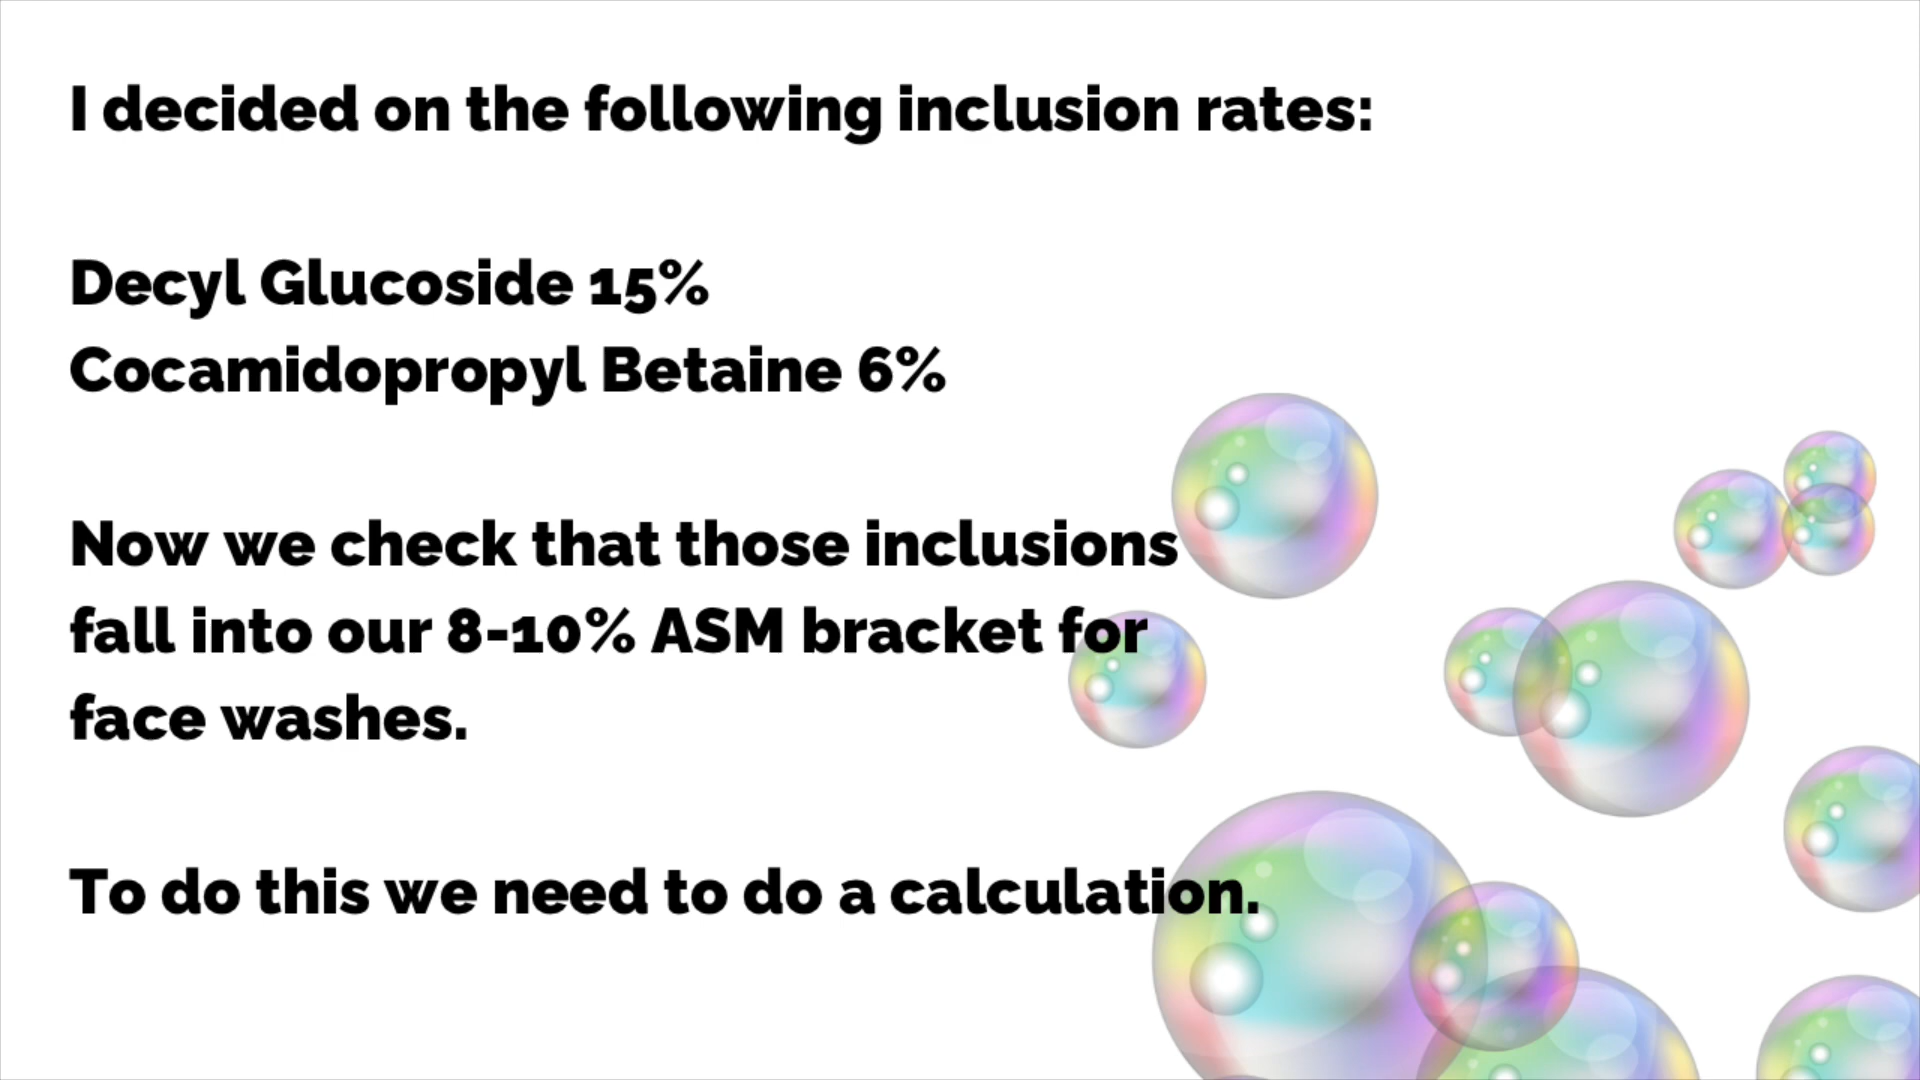 I decided on the following inclusion rates:
Decyl Glucoside 15%
Cocamidopropyl Betaine 6%
Now we check that those inclusions
fall into our 8-10% ASM bracket for
face washes.
To do this we need to do a calculation.